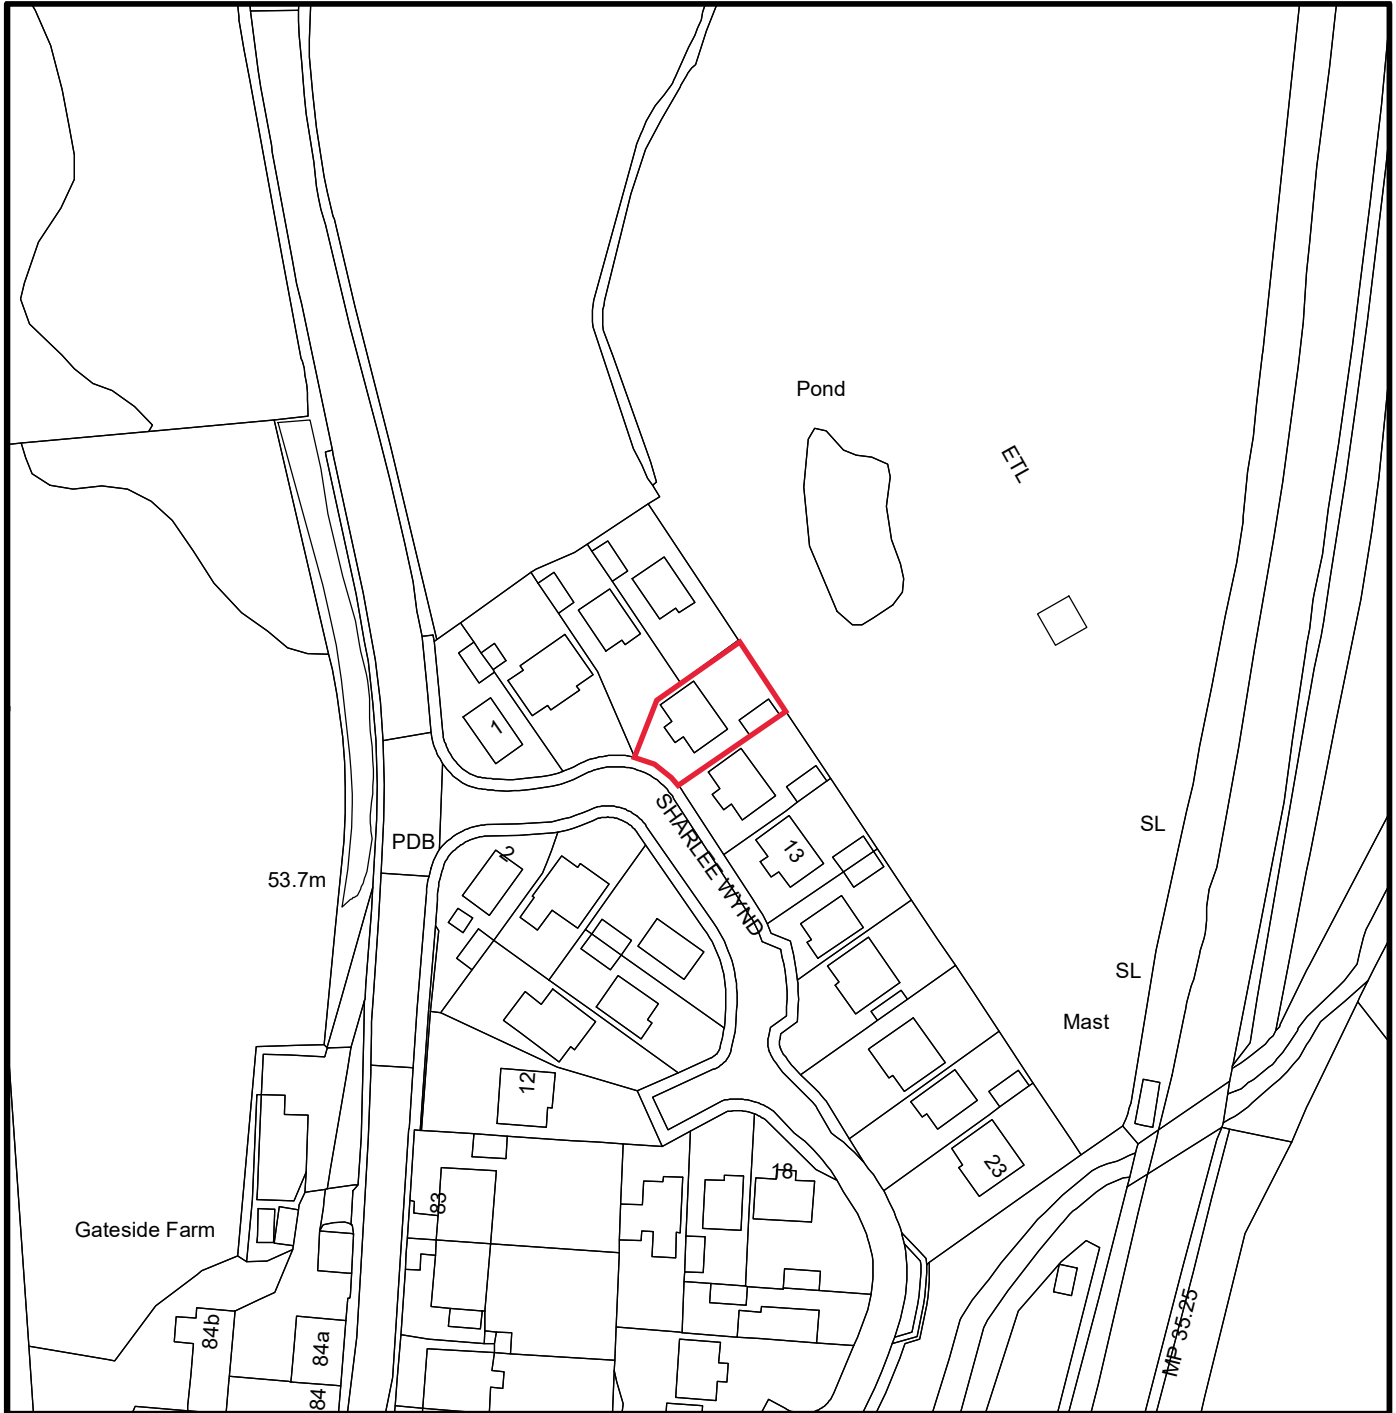 Pond
ETL
1
SHARLEE WYND
SL
PDB
2
13
53.7m
SL
Mast
12
18
23
83
Gateside Farm
84b
84a
MP 35.25
84